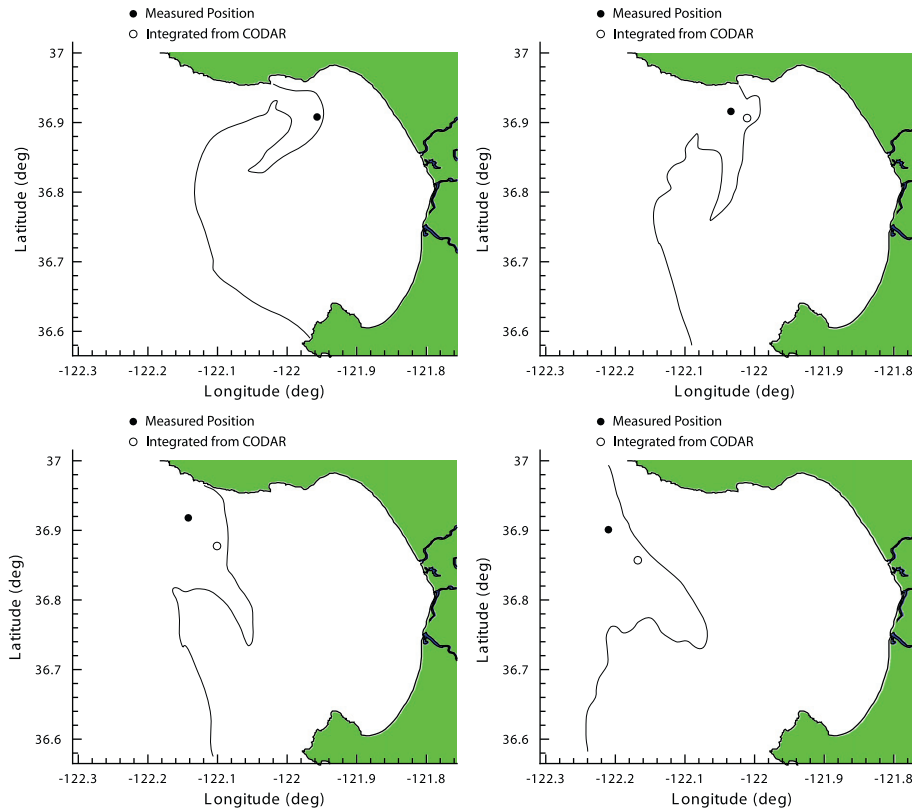 ● Measured Position
○ Integrated from CODAR
37
36.9
36.8
36.7
36.6
Latitude (deg)
-122.3 -122.2 -122.1 -122 -121.9 -121.8
Longitude (deg)
● Measured Position
○ Integrated from CODAR
37
36.9
36.8
36.7
36.6
Latitude (deg)
-122.3 -122.2 -122.1 -122 -121.9 -121.8
Longitude (deg)
● Measured Position
○ Integrated from CODAR
37
36.9
36.8
36.7
36.6
Latitude (deg)
-122.3 -122.2 -122.1 -122 -121.9 -121.8
Longitude (deg)
● Measured Position
○ Integrated from CODAR
37
36.9
36.8
36.7
36.6
Latitude (deg)
-122.3 -122.2 -122.1 -122 -121.9 -121.8
Longitude (deg)